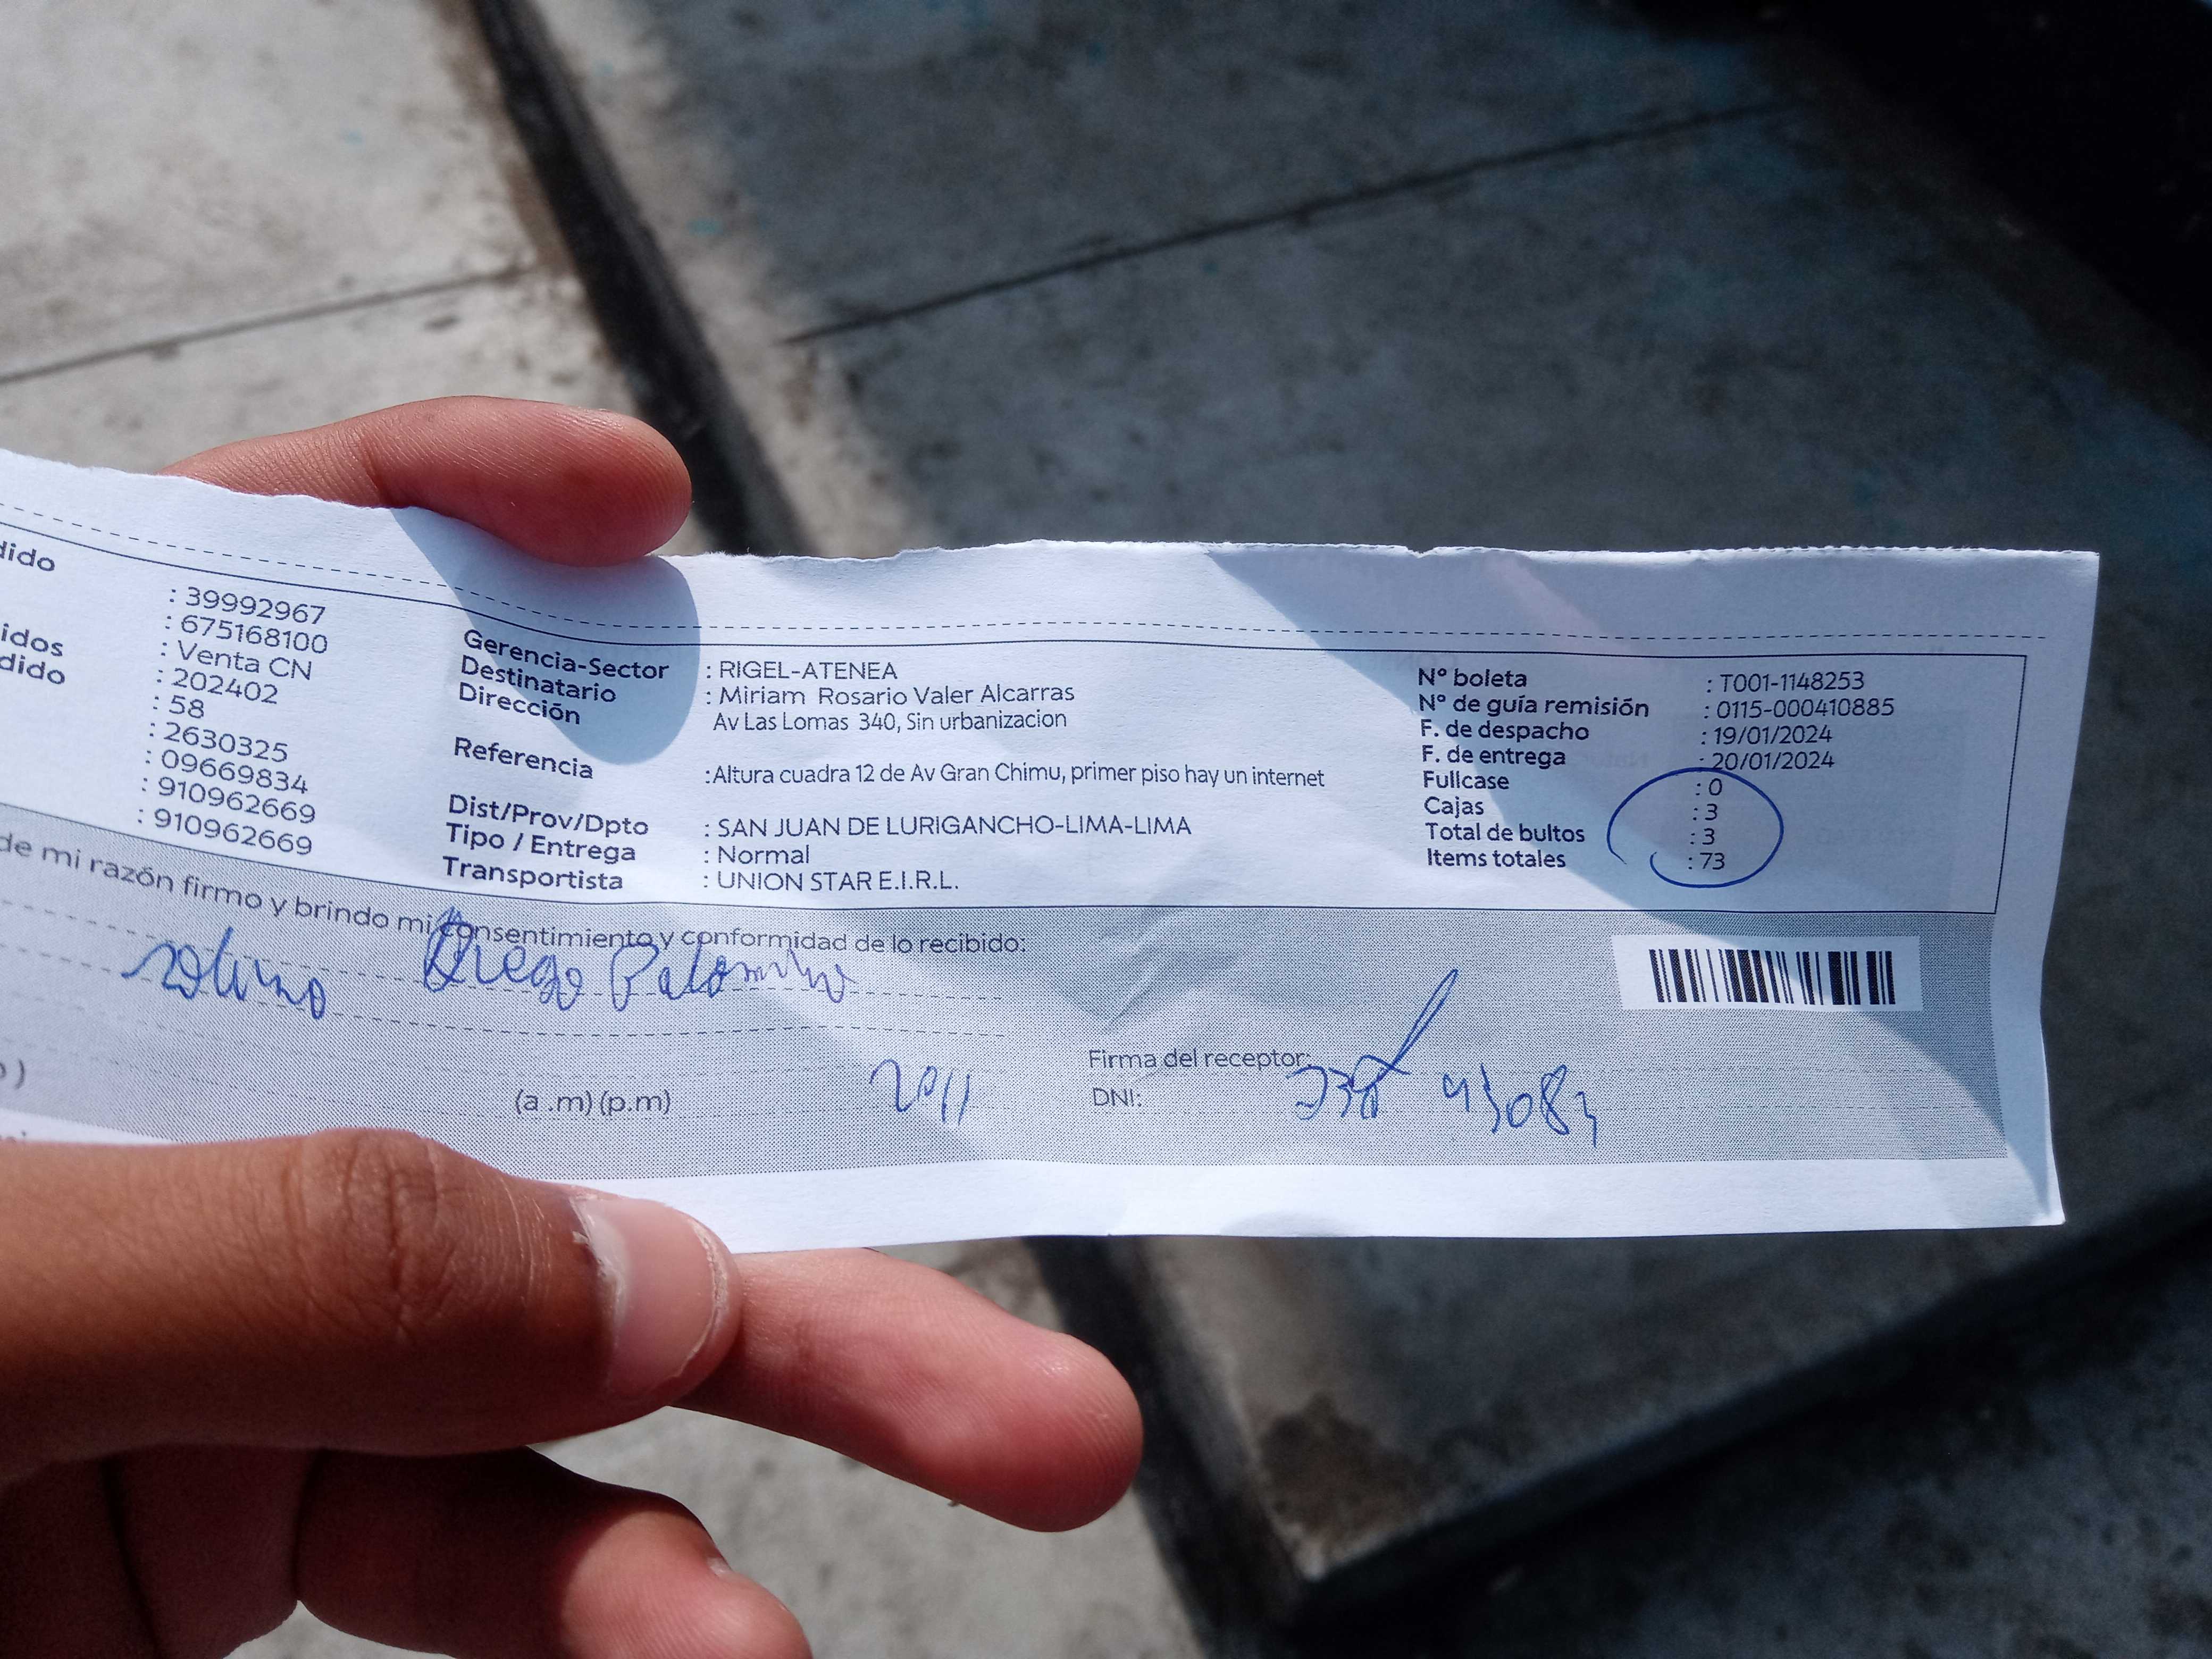 dido
: 39992967
: 675168100
idos : Venta CN
dido : 202402
: 58
: 2630325
: 09669834
: 910962669
: 910962669
Gerencia-Sector : RIGEL-ATENEA
Destinatario : Miriam Rosario Valer Alcarras
Dirección Av Las Lomas 340, Sin urbanizacion
Referencia :Altura cuadra 12 de Av Gran Chimu, primer piso hay un internet
Dist/Prov/Dpto : SAN JUAN DE LURIGANCHO-LIMA-LIMA
Tipo / Entrega : Normal
Transportista : UNION STAR E.I.R.L.
Nº boleta : T001-1148253
Nº de guía remisión : 0115-000410885
F. de despacho : 19/01/2024
F. de entrega : 20/01/2024
Fullcase : 0
Cajas : 3
Total de bultos : 3
Items totales : 73
de mi razón firmo y brindo mi consentimiento y conformidad de lo recibido:
Diego Palomino
Firma del receptor:
) (a .m) (p.m) DNI: